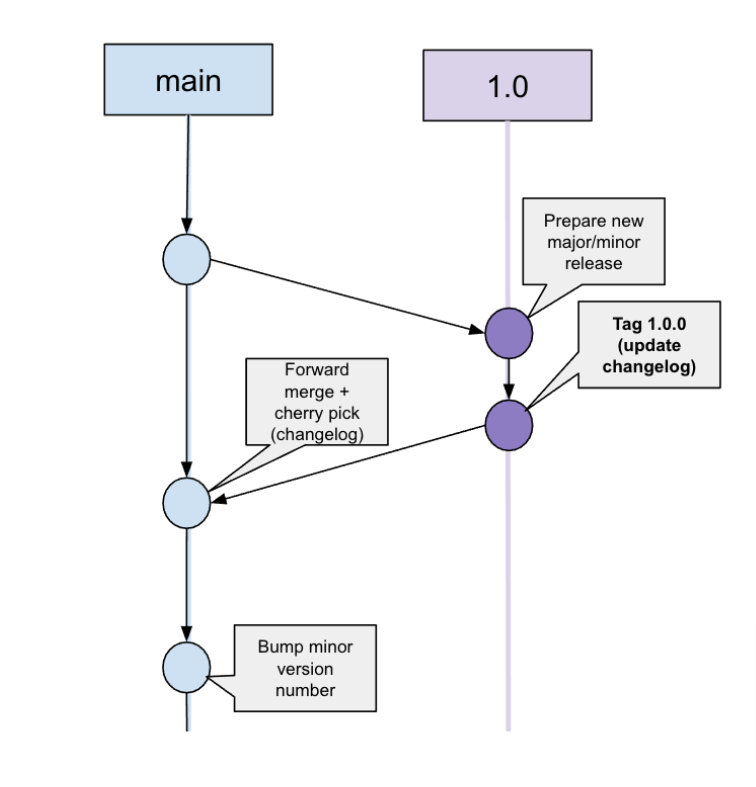 main
1.0
Prepare new
major/minor
release
Tag 1.0.0
(update
changelog)
Forward
merge +
cherry pick
(changelog)
Bump minor
version
number